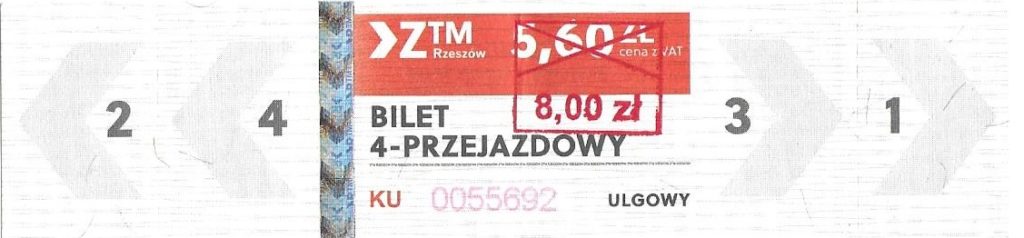 2
4
ZTM
Rzeszów
5,60 ZŁ
cena z VAT
8,00 zł
BILET
4-PRZEJAZDOWY
KU 0055692 ULGOWY
3
1